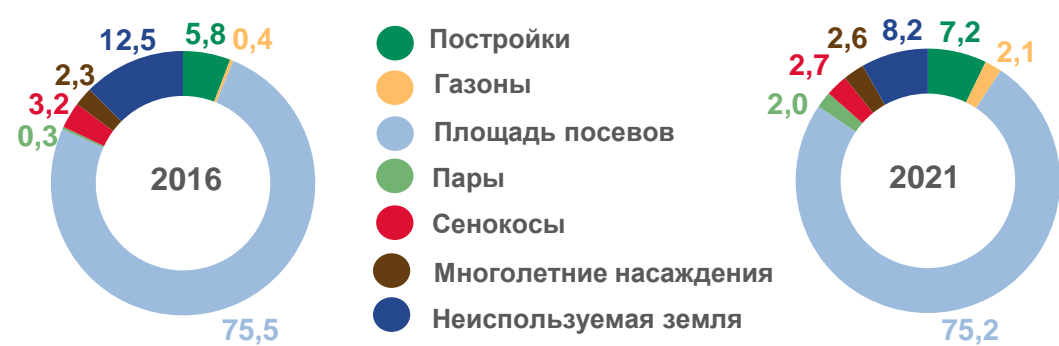 12,5
5,8
0,4
2,3
3,2
0,3
2016
75,5
Постройки
Газоны
Площадь посевов
Пары
Сенокосы
Многолетние насаждения
Неиспользуемая земля
2,6
8,2
7,2
2,1
2,7
2,0
2021
75,2